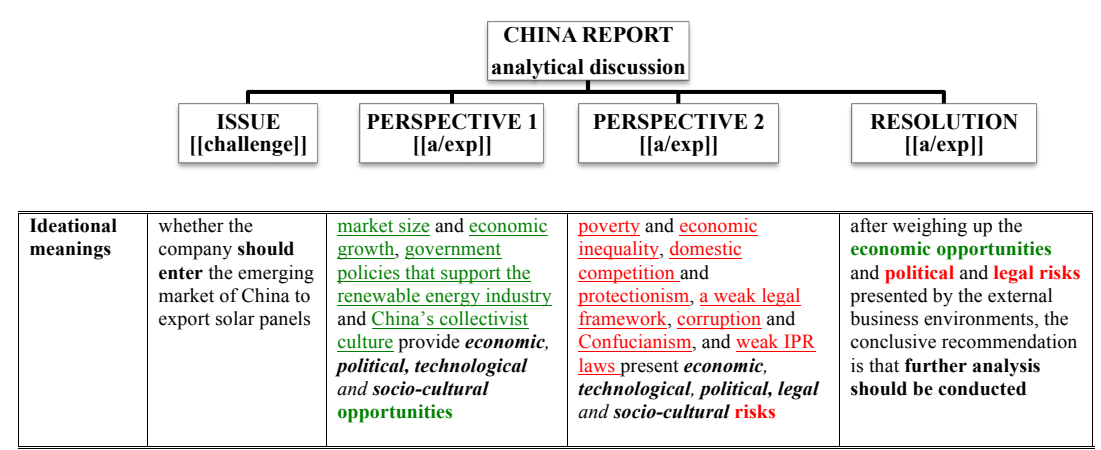 CHINA REPORT
analytical discussion
ISSUE
[[challenge]]
PERSPECTIVE 1
[[a/exp]]
PERSPECTIVE 2
[[a/exp]]
RESOLUTION
[[a/exp]]
Ideational
meanings
whether the
company should
enter the emerging
market of China to
export solar panels
market size and economic
growth, government
policies that support the
renewable energy industry
and China's collectivist
culture provide economic,
political, technological
and socio-cultural
opportunities
poverty and economic
inequality, domestic
competition and
protectionism, a weak legal
framework, corruption and
Confucianism, and weak IPR
laws present economic,
technological, political, legal
and socio-cultural risks
after weighing up the
economic opportunities
and political and legal risks
presented by the external
business environments, the
conclusive recommendation
is that further analysis
should be conducted